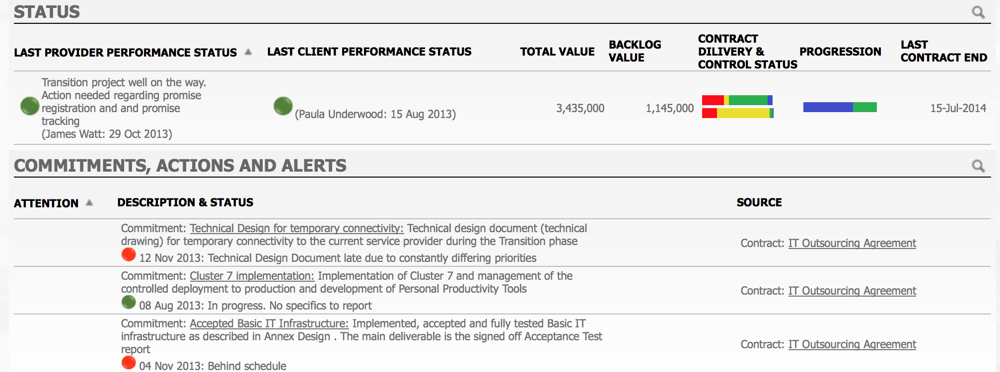 STATUS
LAST PROVIDER PERFORMANCE STATUS
LAST CLIENT PERFORMANCE STATUS
TOTAL VALUE
BACKLOG
VALUE
CONTRACT
DILIVERY &
CONTROL STATUS
PROGRESSION
LAST
CONTRACT END
Transition project well on the way.
Action needed regarding promise
registration and and promise
tracking
(James Watt: 29 Oct 2013)
(Paula Underwood: 15 Aug 2013)
3,435,000
1,145,000
15-Jul-2014
COMMITMENTS, ACTIONS AND ALERTS
ATTENTION
DESCRIPTION & STATUS
SOURCE
Commitment: Technical Design for temporary connectivity: Technical design document (technical
drawing) for temporary connectivity to the current service provider during the Transition phase
12 Nov 2013: Technical Design Document late due to constantly differing priorities
Contract: IT Outsourcing Agreement
Commitment: Cluster 7 implementation: Implementation of Cluster 7 and management of the
controlled deployment to production and development of Personal Productivity Tools
08 Aug 2013: In progress. No specifics to report
Contract: IT Outsourcing Agreement
Commitment: Accepted Basic IT Infrastructure: Implemented, accepted and fully tested Basic IT
infrastructure as described in Annex Design . The main deliverable is the signed off Acceptance Test
report
04 Nov 2013: Behind schedule
Contract: IT Outsourcing Agreement